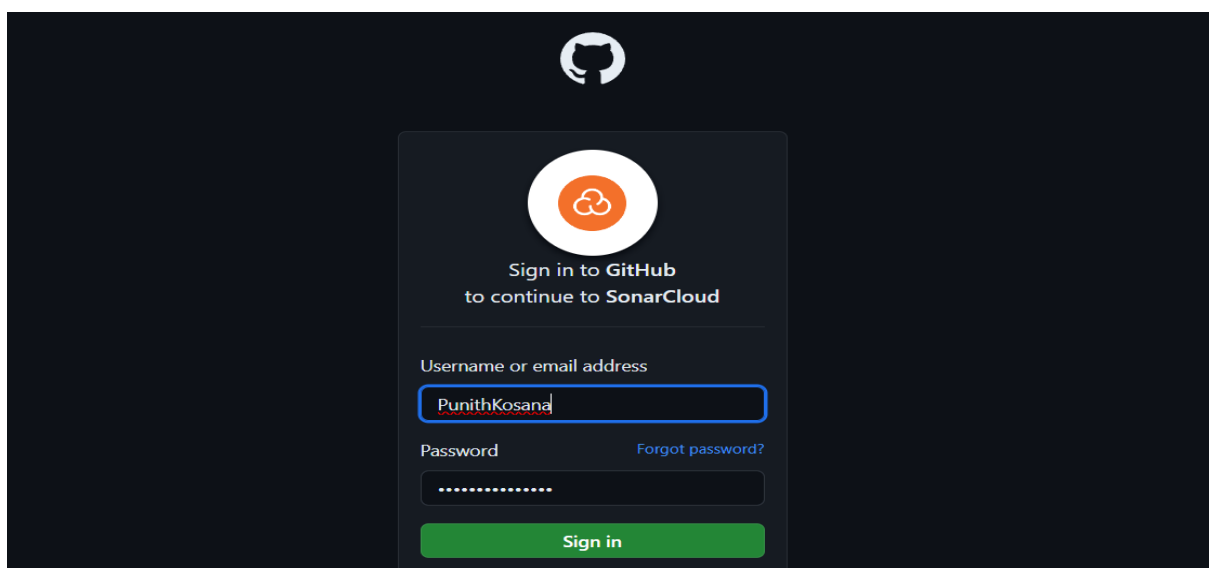 Sign in to GitHub
to continue to SonarCloud
Username or email address
PunithKosana
Password Forgot password?
•••••••••••••••
Sign in